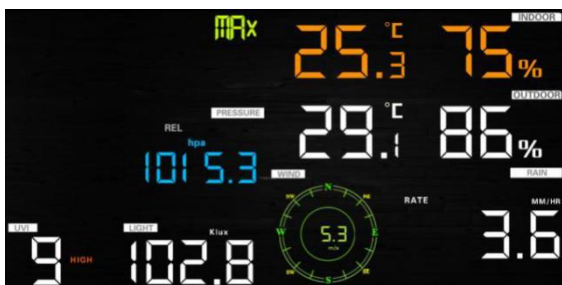 MAX
INDOOR
25.3 °C 75%
OUTDOOR
29.1 °C 86%
PRESSURE
REL
hpa
1015.3
WIND
N
W E
S
5.3
m/s
RAIN
RATE
MM/HR
3.6
UVI
9 HIGH
LIGHT
Klux
102.8